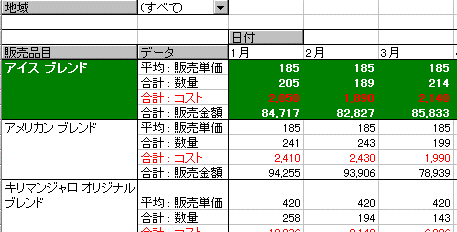 地域 (すべて)
日付
販売品目 データ 1月 2月 3月
アイス ブレンド 平均 : 販売単価 185 185 185
合計 : 数量 205 189 214
合計 : コスト 2,050 1,890 2,140
合計 : 販売金額 84,717 82,827 85,833
アメリカン ブレンド 平均 : 販売単価 185 185 185
合計 : 数量 241 243 199
合計 : コスト 2,410 2,430 1,990
合計 : 販売金額 94,255 93,906 78,939
キリマンジャロ オリジナル
ブレンド 平均 : 販売単価 420 420 420
合計 : 数量 258 194 143
合計 : コスト